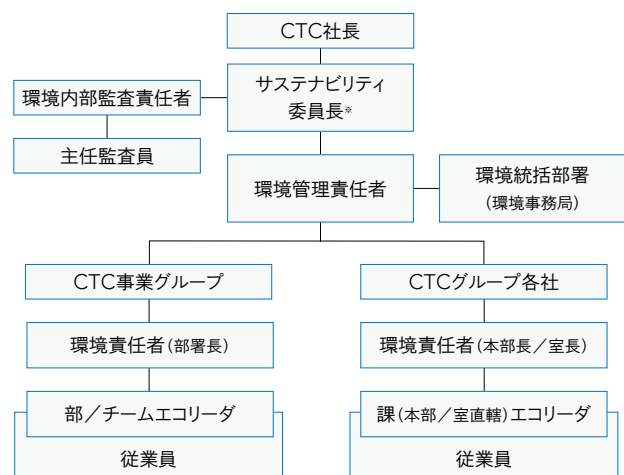 CTC社長
環境内部監査責任者
サステナビリティ
委員長※
主任監査員
環境管理責任者
環境統括部署
(環境事務局)
CTC事業グループ
CTCグループ各社
環境責任者(部署長)
環境責任者(本部長／室長)
部／チームエコリーダ
課(本部／室直轄)エコリーダ
従業員
従業員